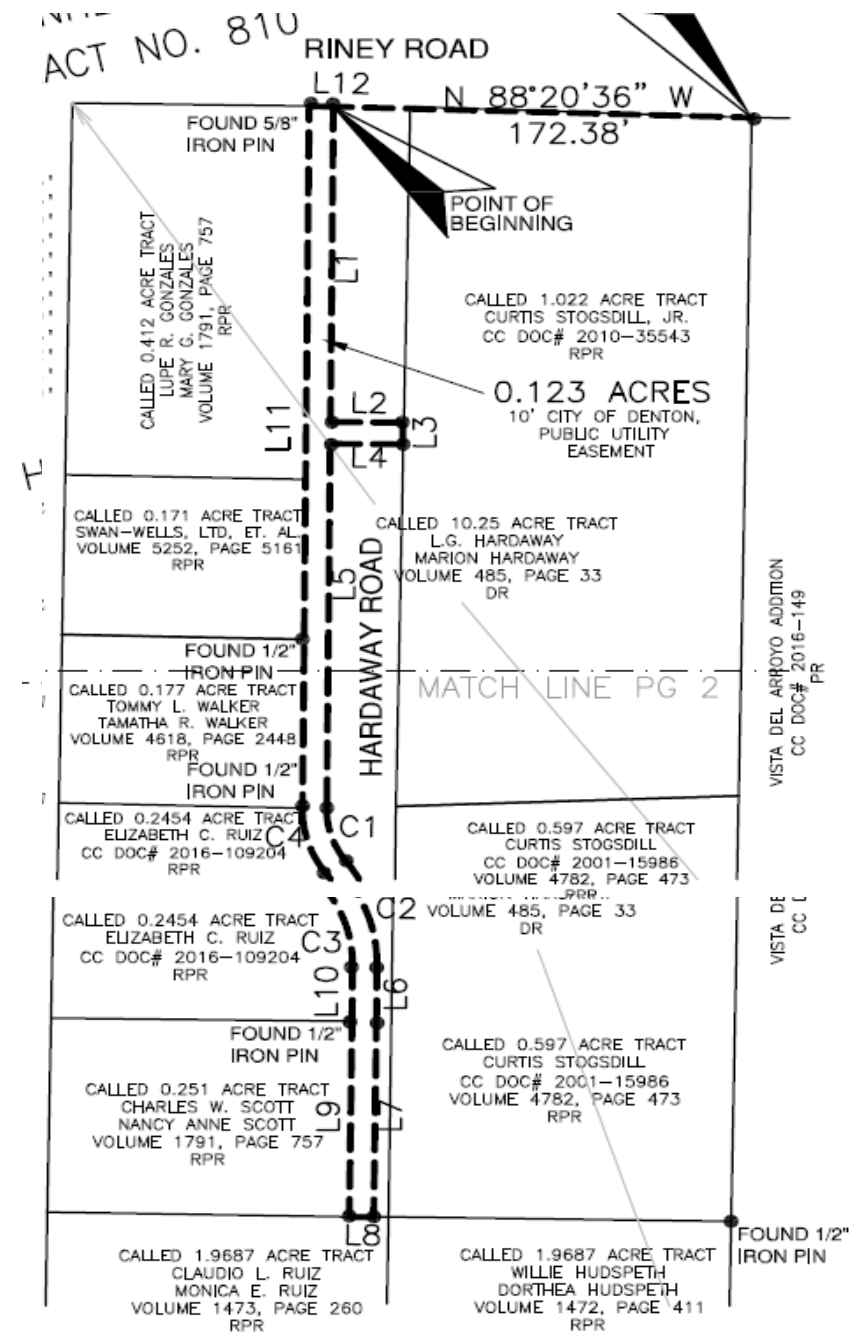 ACT NO. 810
RINEY ROAD
L12
N 88°20'36" W
172.38'
FOUND 5/8"
IRON PIN
POINT OF
BEGINNING
CALLED 0.412 ACRE TRACT
LUPE R. GONZALES
MARY G. GONZALES
VOLUME 1791, PAGE 757
RPR
L1
CALLED 1.022 ACRE TRACT
CURTIS STOGSDILL, JR.
CC DOC# 2010-35543
RPR
0.123 ACRES
10' CITY OF DENTON,
PUBLIC UTILITY
EASEMENT
L11
L2
L3
L4
CALLED 0.171 ACRE TRACT
SWAN-WELLS, LTD, ET. AL.
VOLUME 5252, PAGE 5161
RPR
CALLED 10.25 ACRE TRACT
L.G. HARDAWAY
MARION HARDAWAY
VOLUME 485, PAGE 33
DR
L5
HARDAWAY ROAD
VISTA DEL ARROYO ADDITION
CC DOC# 2016-149
PR
FOUND 1/2"
IRON PIN
MATCH LINE PG 2
CALLED 0.177 ACRE TRACT
TOMMY L. WALKER
TAMATHA R. WALKER
VOLUME 4618, PAGE 2448
RPR
FOUND 1/2"
IRON PIN
CALLED 0.2454 ACRE TRACT
ELIZABETH C. RUIZ
CC DOC# 2016-109204
RPR
C4
C1
CALLED 0.597 ACRE TRACT
CURTIS STOGSDILL
CC DOC# 2001-15986
VOLUME 4782, PAGE 473
RPR
VOLUME 485, PAGE 33
DR
C2
VISTA DE
CC D
CALLED 0.2454 ACRE TRACT
ELIZABETH C. RUIZ
CC DOC# 2016-109204
RPR
C3
L10
L6
FOUND 1/2"
IRON PIN
CALLED 0.597 ACRE TRACT
CURTIS STOGSDILL
CC DOC# 2001-15986
VOLUME 4782, PAGE 473
RPR
CALLED 0.251 ACRE TRACT
CHARLES W. SCOTT
NANCY ANNE SCOTT
VOLUME 1791, PAGE 757
RPR
L9
L7
L8
FOUND 1/2"
IRON PIN
CALLED 1.9687 ACRE TRACT
CLAUDIO L. RUIZ
MONICA E. RUIZ
VOLUME 1473, PAGE 260
RPR
CALLED 1.9687 ACRE TRACT
WILLIE HUDSPETH
DORTHEA HUDSPETH
VOLUME 1472, PAGE 411
RPR